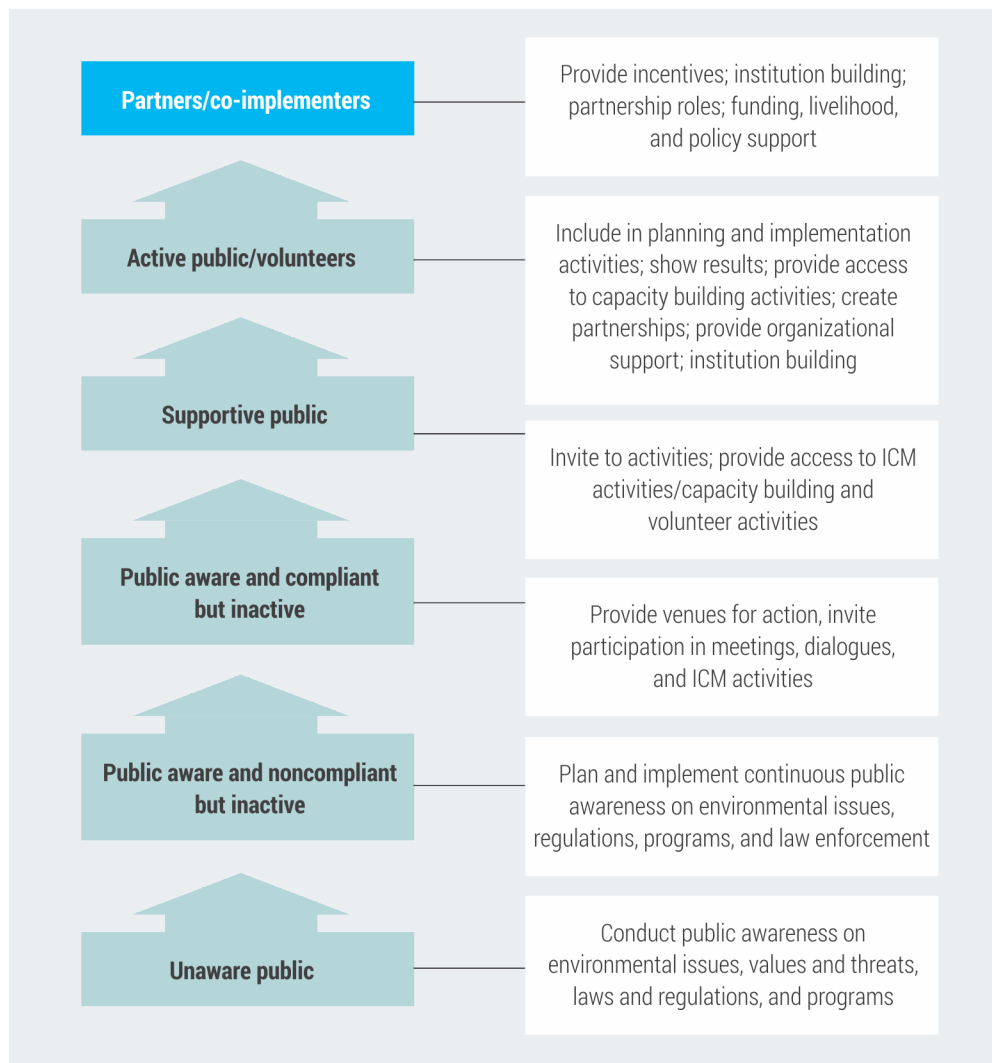 Partners/co-implementers
Provide incentives; institution building;
partnership roles; funding, livelihood,
and policy support
Active public/volunteers
Include in planning and implementation
activities; show results; provide access
to capacity building activities; create
partnerships; provide organizational
support; institution building
Supportive public
Invite to activities; provide access to ICM
activities/capacity building and
volunteer activities
Public aware and compliant
but inactive
Provide venues for action, invite
participation in meetings, dialogues,
and ICM activities
Public aware and noncompliant
but inactive
Plan and implement continuous public
awareness on environmental issues,
regulations, programs, and law enforcement
Unaware public
Conduct public awareness on
environmental issues, values and threats,
laws and regulations, and programs